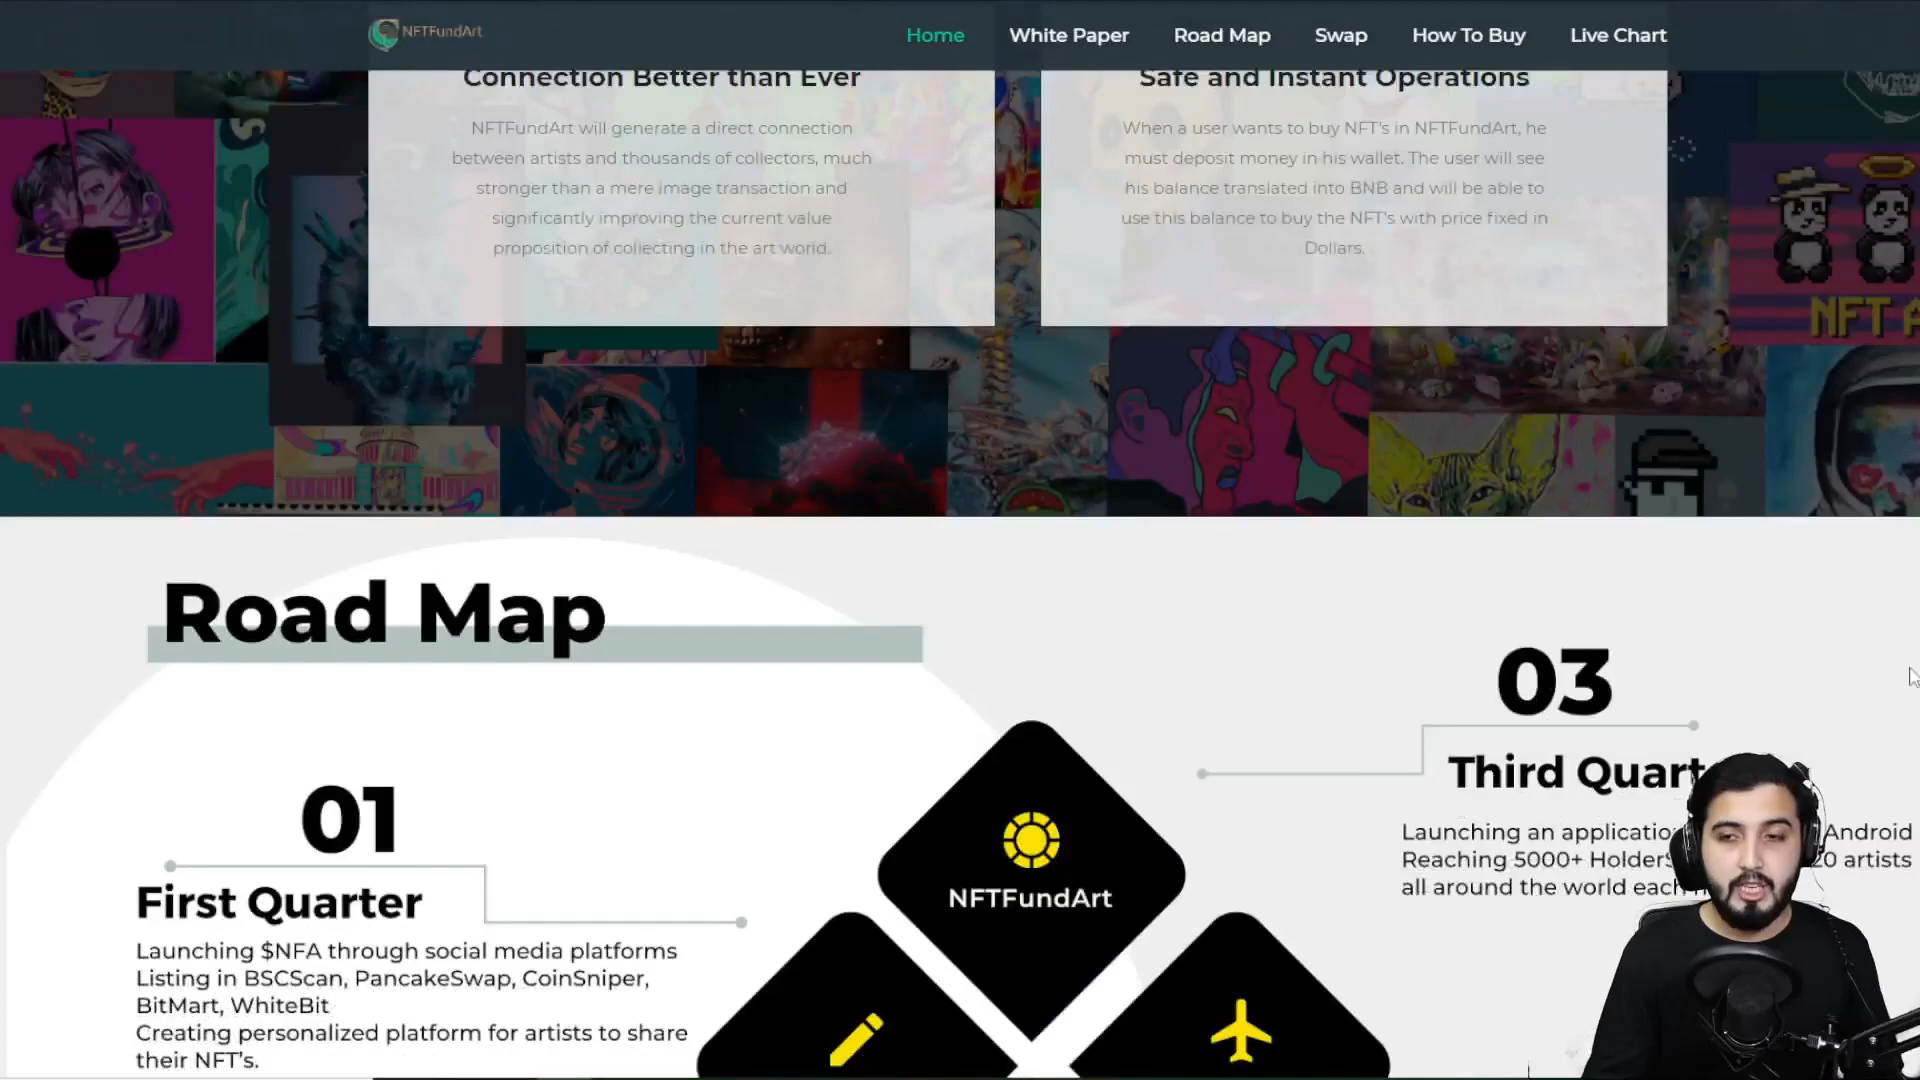 NFTFundArt
Home
White Paper
Road Map
Swap
How To Buy
Live Chart
Connection Better than Ever
NFTFundArt will generate a direct connection
between artists and thousands of collectors, much
stronger than a mere image transaction and
significantly improving the current value
proposition of collecting in the art world.
Safe and Instant Operations
When a user wants to buy NFT's in NFTFundArt, he
must deposit money in his wallet. The user will see
his balance translated into BNB and will be able to
use this balance to buy the NFT's with price fixed in
Dollars.
NFT
Road Map
01
First Quarter
Launching $NFA through social media platforms
Listing in BSCScan, PancakeSwap, CoinSniper,
BitMart, WhiteBit
Creating personalized platform for artists to share
their NFT's.
NFTFundArt
03
Third Quart
Launching an applicatio Android
Reaching 5000+ Holder 20 artists
all around the world each